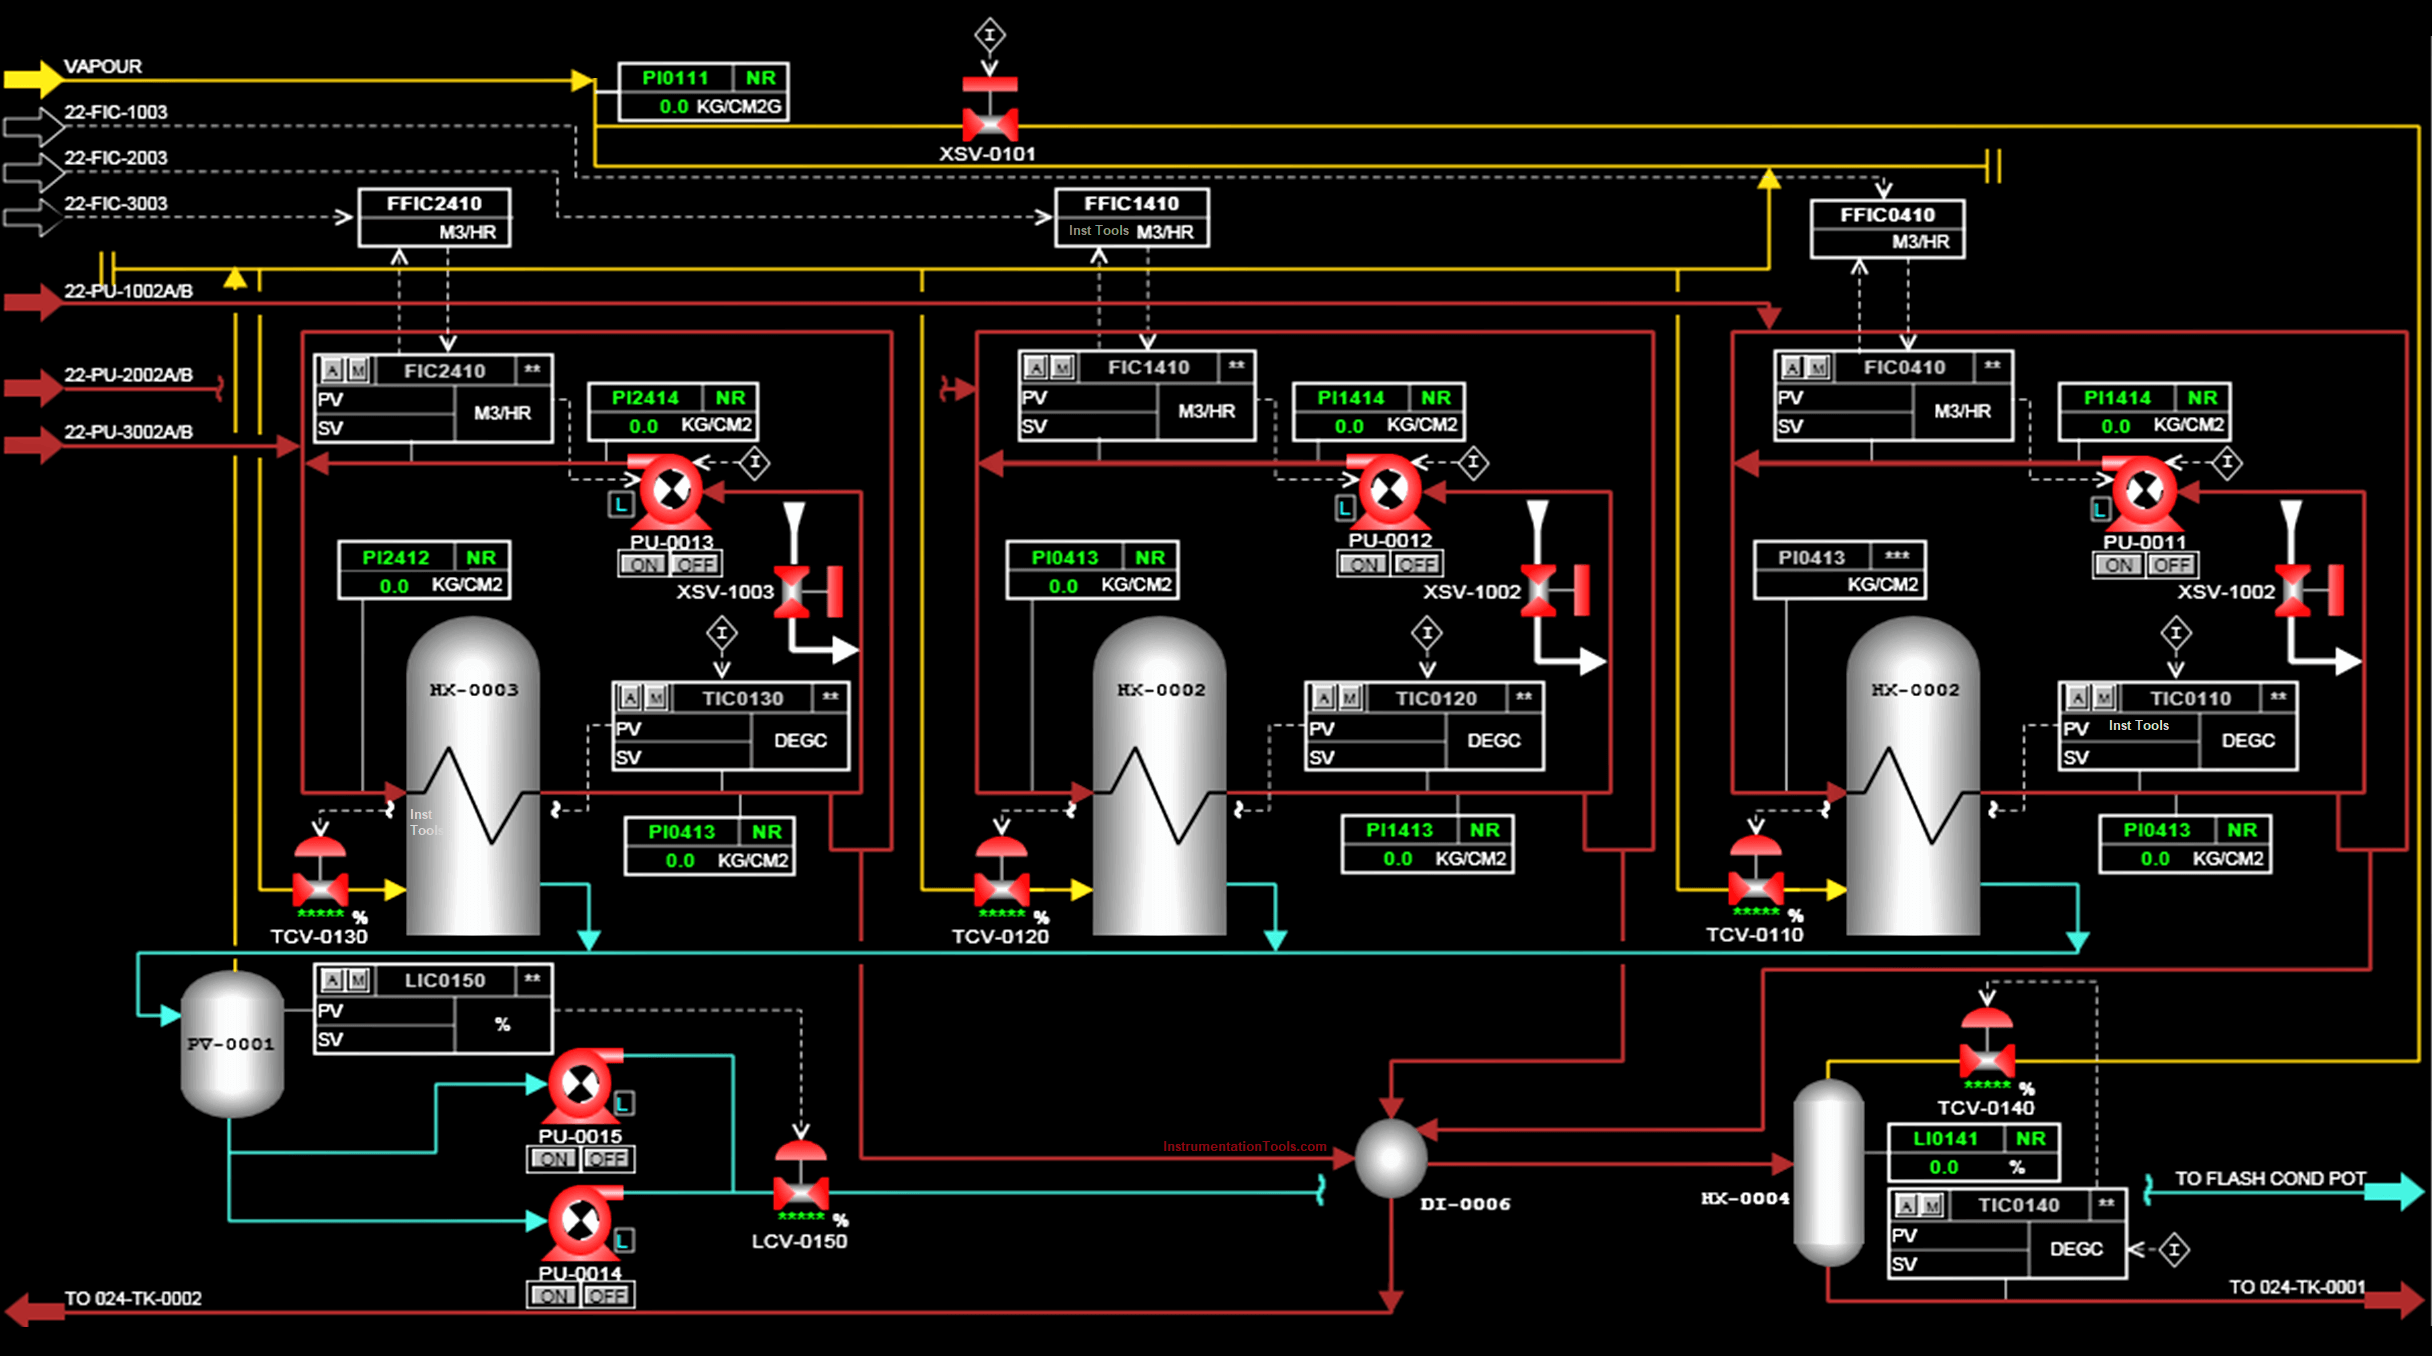 VAPOUR
PI0111 NR
0.0 KG/CM2G
I
XSV-0101
22-FIC-1003
22-FIC-2003
22-FIC-3003
FFIC2410
M3/HR
FFIC1410
Inst Tools M3/HR
FFIC0410
M3/HR
22-PU-1002A/B
22-PU-2002A/B
22-PU-3002A/B
A M FIC2410 **
PV
M3/HR
SV
PI2414 NR
0.0 KG/CM2
I
L
PU-0013
ON OFF
XSV-1003
PI2412 NR
0.0 KG/CM2
HX-0003
I
A M TIC0130 **
PV
DEGC
SV
Inst
Tools
PI0413 NR
0.0 KG/CM2
***** %
TCV-0130
A M FIC1410 **
PV
M3/HR
SV
PI1414 NR
0.0 KG/CM2
I
L
PU-0012
ON OFF
XSV-1002
PI0413 NR
0.0 KG/CM2
HX-0002
I
A M TIC0120 **
PV
DEGC
SV
PI1413 NR
0.0 KG/CM2
***** %
TCV-0120
A M FIC0410 **
PV
M3/HR
SV
PI1414 NR
0.0 KG/CM2
I
L
PU-0011
ON OFF
XSV-1002
PI0413 ***
KG/CM2
HX-0002
I
A M TIC0110 **
PV Inst Tools
DEGC
SV
PI0413 NR
0.0 KG/CM2
***** %
TCV-0110
PV-0001
A M LIC0150 **
PV
%
SV
L
PU-0015
ON OFF
L
PU-0014
ON OFF
***** %
LCV-0150
InstrumentationTools.com
DI-0006
***** %
TCV-0140
HX-0004
LI0141 NR
0.0 %
A M TIC0140 **
PV
DEGC
SV
I
TO FLASH COND POT
TO 024-TK-0002
TO 024-TK-0001